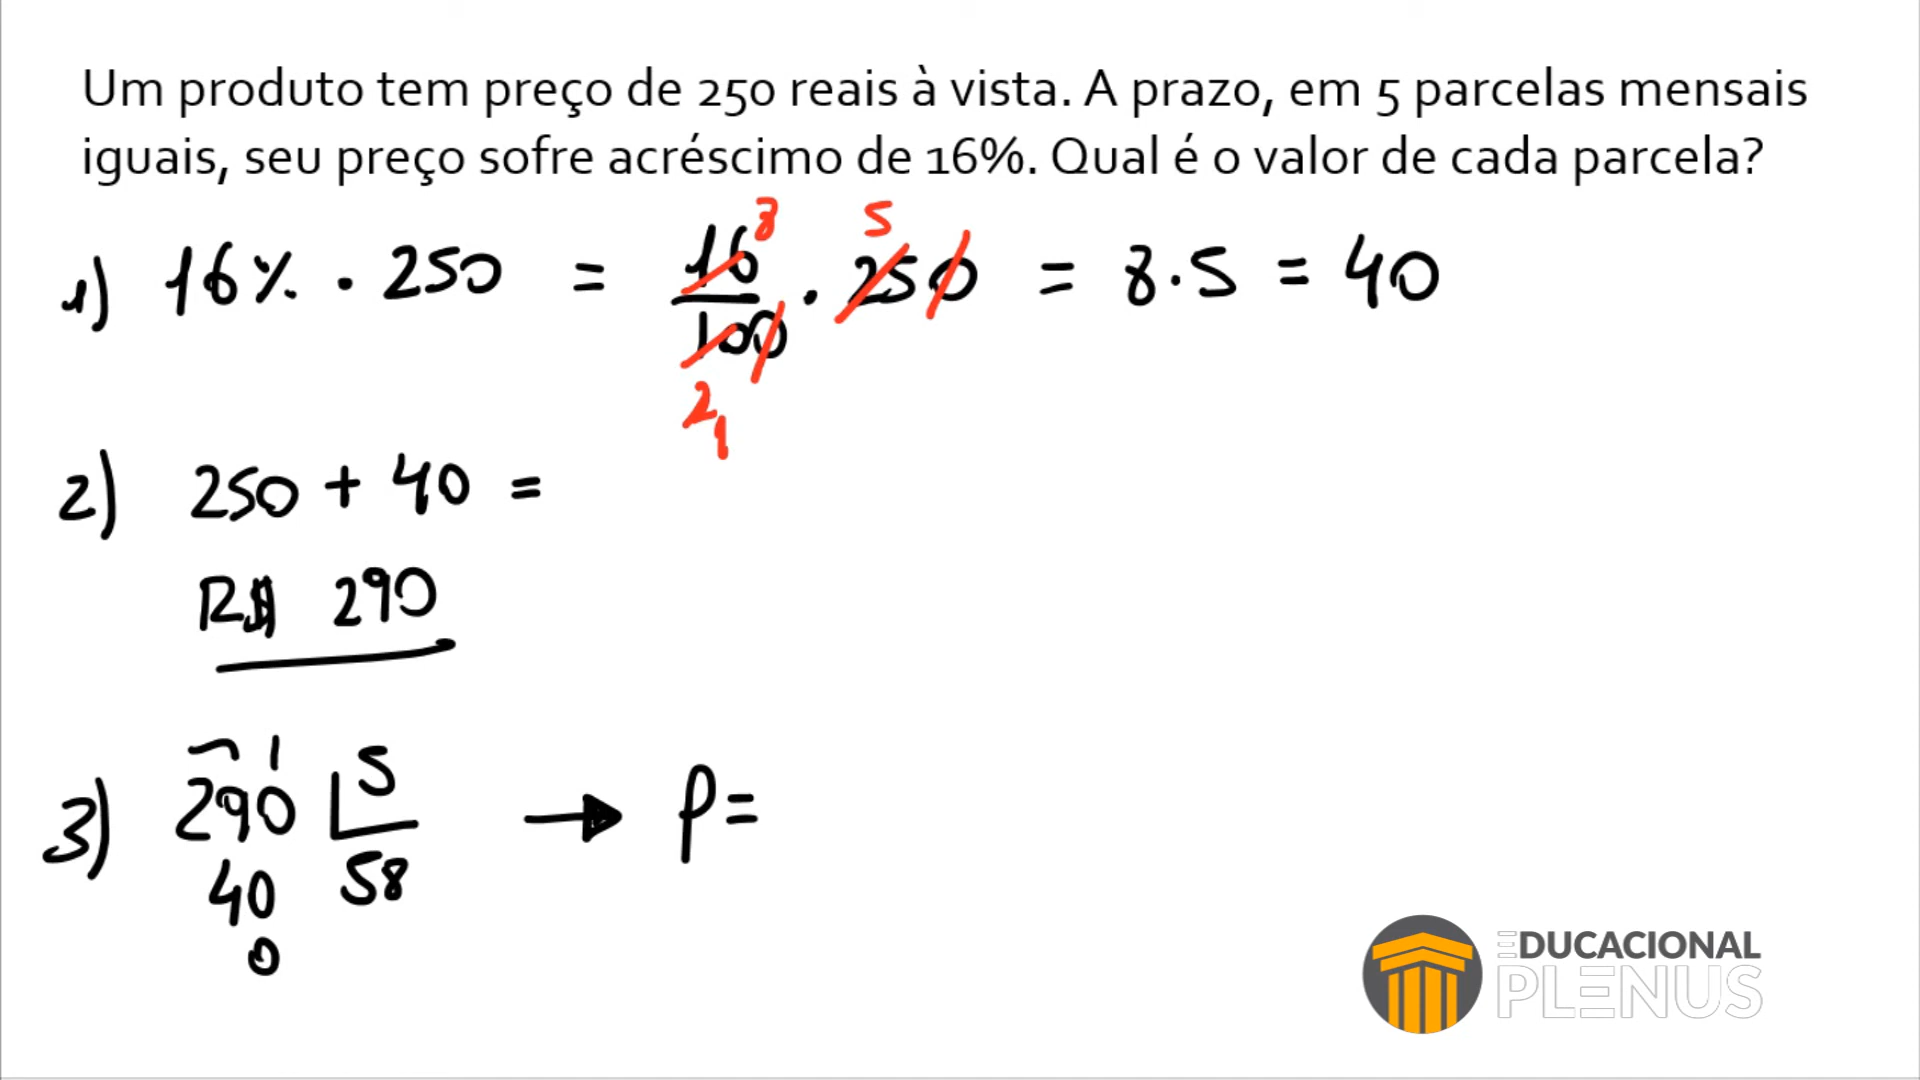 Um produto tem preço de 250 reais à vista. A prazo, em 5 parcelas mensais
iguais, seu preço sofre acréscimo de 16%. Qual é o valor de cada parcela?
8 5
1) 16% . 250 = 16/100 . 250 = 8.5 = 40
2
1
2) 250 + 40 =
R$ 290
3) 290 5 → P=
40 58
0
EDUCACIONAL
PLENUS